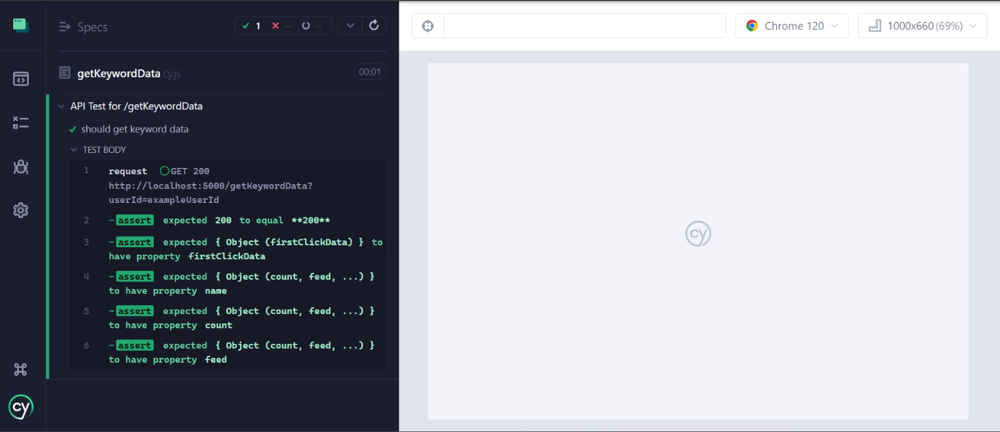 Specs
1
--
--
Chrome 120
1000x660 (69%)
getKeywordData.cy.js
00:01
API Test for /getKeywordData
should get keyword data
TEST BODY
1 request GET 200
http://localhost:5000/getKeywordData?
userId=exampleUserId
2 -assert expected 200 to equal **200**
3 -assert expected { Object (firstClickData) } to
have property firstClickData
4 -assert expected { Object (count, feed, ...) }
to have property name
5 -assert expected { Object (count, feed, ...) }
to have property count
6 -assert expected { Object (count, feed, ...) }
to have property feed
cy
cy